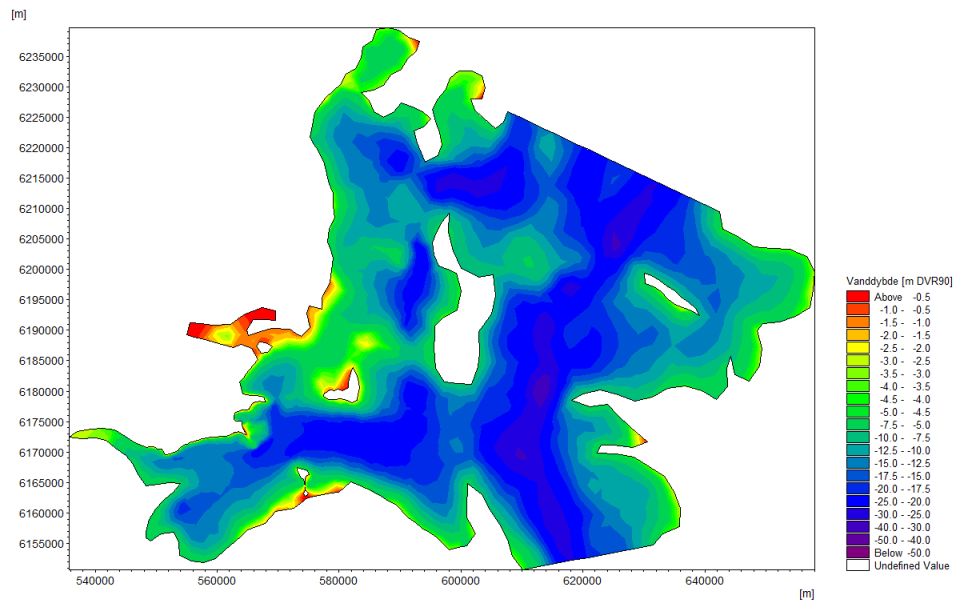 [m]
6235000
6230000
6225000
6220000
6215000
6210000
6205000
6200000
6195000
6190000
6185000
6180000
6175000
6170000
6165000
6160000
6155000
540000 560000 580000 600000 620000 640000
[m]
Vanddybde [m DVR90]
Above -0.5
-1.0 - -0.5
-1.5 - -1.0
-2.0 - -1.5
-2.5 - -2.0
-3.0 - -2.5
-3.5 - -3.0
-4.0 - -3.5
-4.5 - -4.0
-5.0 - -4.5
-7.5 - -5.0
-10.0 - -7.5
-12.5 - -10.0
-15.0 - -12.5
-17.5 - -15.0
-20.0 - -17.5
-25.0 - -20.0
-30.0 - -25.0
-40.0 - -30.0
-50.0 - -40.0
Below -50.0
Undefined Value